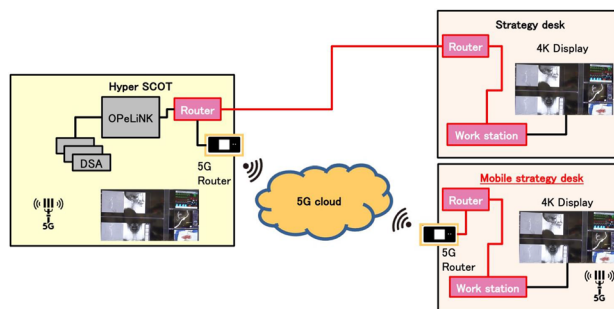 Hyper SCOT
OPeLiNK
Router
DSA
5G
Router
5G
5G cloud
Strategy desk
Router
4K Display
Work station
Mobile strategy desk
Router
4K Display
5G
Router
Work station
5G